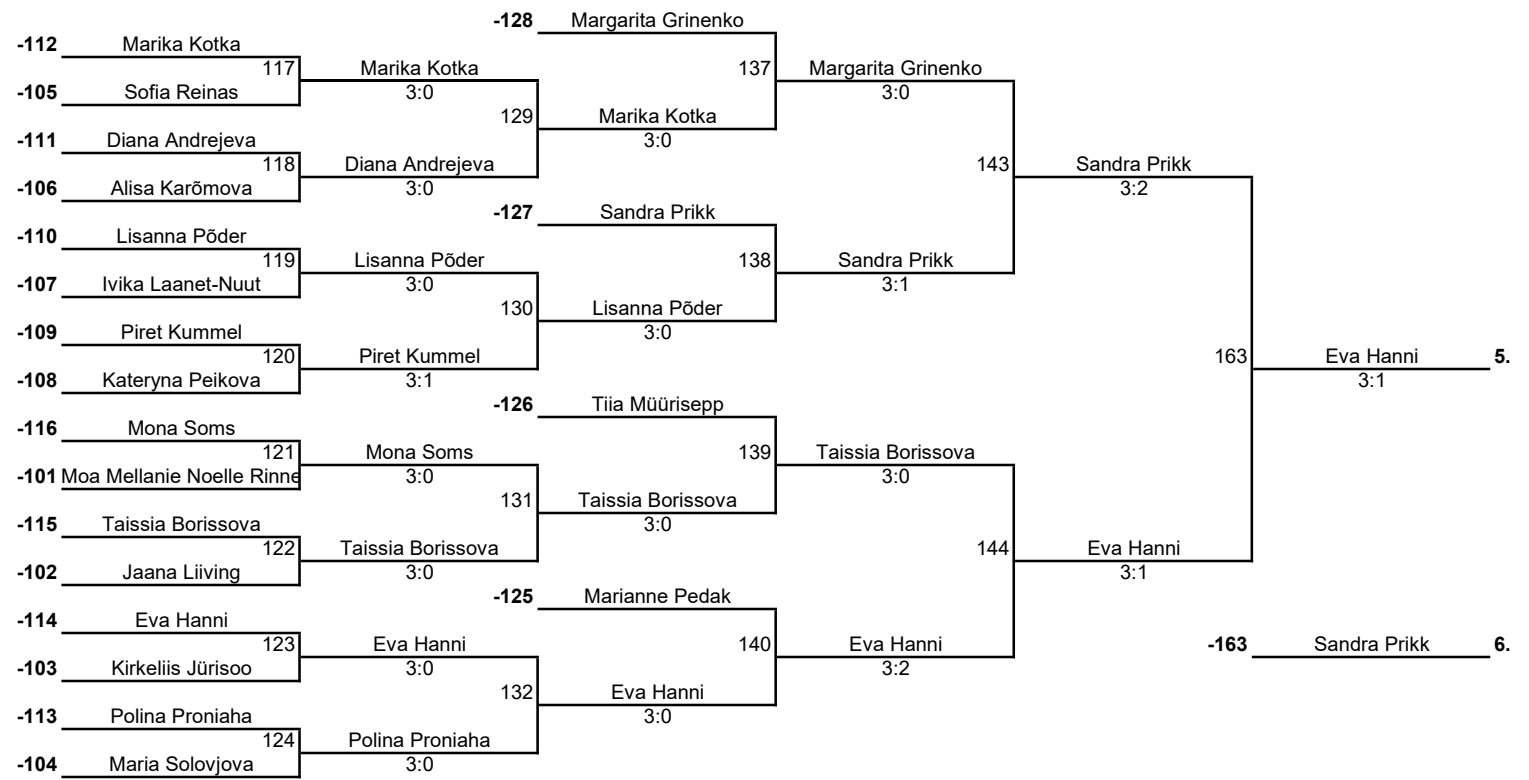 -128 Margarita Grinenko
-112 Marika Kotka
117 Marika Kotka 137 Margarita Grinenko
-105 Sofia Reinas 3:0 3:0
129 Marika Kotka
-111 Diana Andrejeva 3:0
118 Diana Andrejeva 143 Sandra Prikk
-106 Alisa Karõmova 3:0 3:2
-127 Sandra Prikk
-110 Lisanna Põder
119 Lisanna Põder 138 Sandra Prikk
-107 Ivika Laanet-Nuut 3:0 3:1
130 Lisanna Põder
-109 Piret Kummel 3:0
120 Piret Kummel 163 Eva Hanni 5.
-108 Kateryna Peikova 3:1 3:1
-126 Tiia Müürisepp
-116 Mona Soms
121 Mona Soms 139 Taissia Borissova
-101 Moa Mellanie Noelle Rinne 3:0 3:0
131 Taissia Borissova
-115 Taissia Borissova 3:0
122 Taissia Borissova 144 Eva Hanni
-102 Jaana Liiving 3:0 3:1
-125 Marianne Pedak
-114 Eva Hanni
123 Eva Hanni 140 Eva Hanni -163 Sandra Prikk 6.
-103 Kirkeliis Jürisoo 3:0 3:2
132 Eva Hanni
-113 Polina Proniaha 3:0
124 Polina Proniaha
-104 Maria Solovjova 3:0